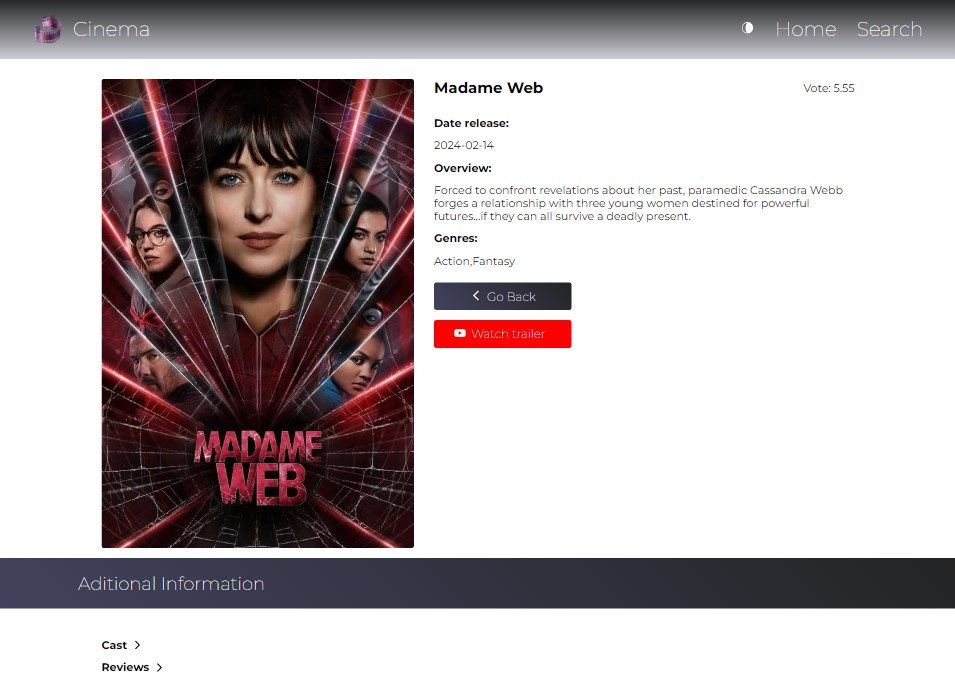 Cinema
Home
Search
Madame Web
Vote: 5.55
Date release:
2024-02-14
Overview:
Forced to confront revelations about her past, paramedic Cassandra Webb
forges a relationship with three young women destined for powerful
futures...if they can all survive a deadly present.
Genres:
Action,Fantasy
Go Back
Watch trailer
MADAME
WEB
Aditional Information
Cast
Reviews